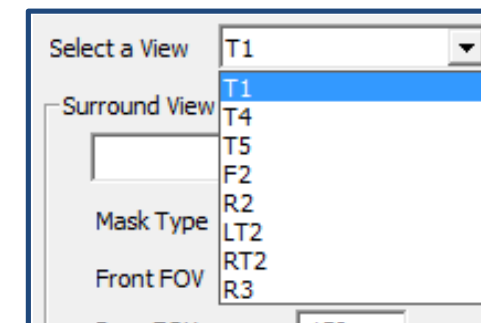 Select a View T1
T1
Surround View
T4
T5
F2
R2
Mask Type
LT2
RT2
Front FOV
R3